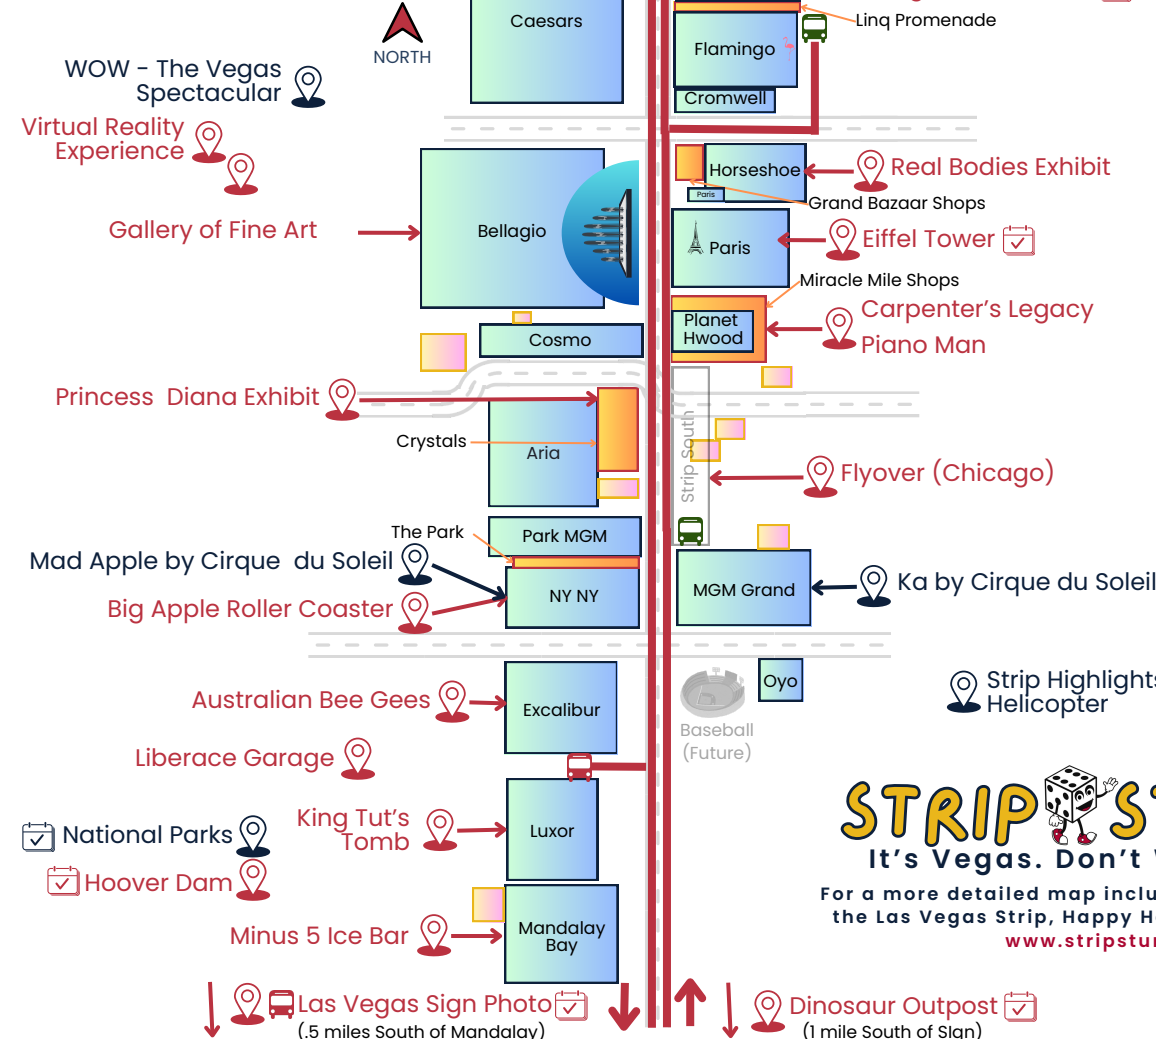 Caesars
Linq Promenade
Flamingo
NORTH
WOW - The Vegas
Spectacular
Cromwell
Virtual Reality
Experience
Horseshoe
Real Bodies Exhibit
Paris
Grand Bazaar Shops
Gallery of Fine Art
Bellagio
Paris
Eiffel Tower
Miracle Mile Shops
Planet
Hwood
Carpenter's Legacy
Piano Man
Cosmo
Princess Diana Exhibit
Crystals
Aria
Strip South
Flyover (Chicago)
The Park
Park MGM
Mad Apple by Cirque du Soleil
NY NY
MGM Grand
Ka by Cirque du Soleil
Big Apple Roller Coaster
Oyo
Strip Highlights
Helicopter
Australian Bee Gees
Excalibur
Baseball
(Future)
Liberace Garage
King Tut's
Tomb
Luxor
STRIP ST
National Parks
It's Vegas. Don't
Hoover Dam
For a more detailed map inclu
the Las Vegas Strip, Happy H
www.stripstu
Minus 5 Ice Bar
Mandalay
Bay
Las Vegas Sign Photo
(.5 miles South of Mandalay)
Dinosaur Outpost
(1 mile South of SIgn)